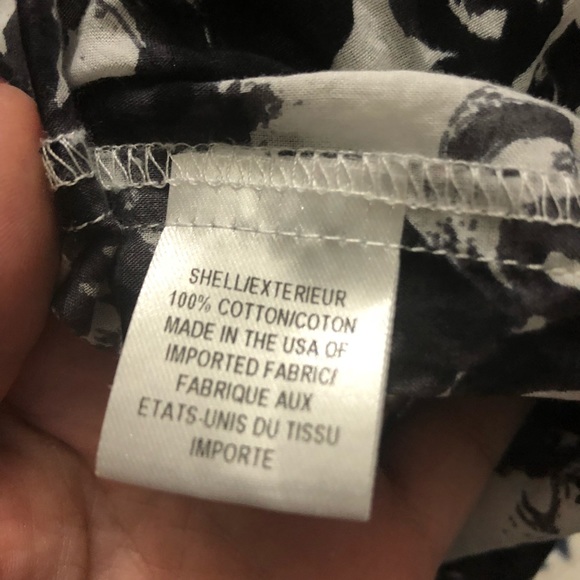 SHELL/EXTERIEUR
100% COTTON/COTON
MADE IN THE USA OF
IMPORTED FABRIC/
FABRIQUE AUX
ETATS-UNIS DU TISSU
IMPORTE